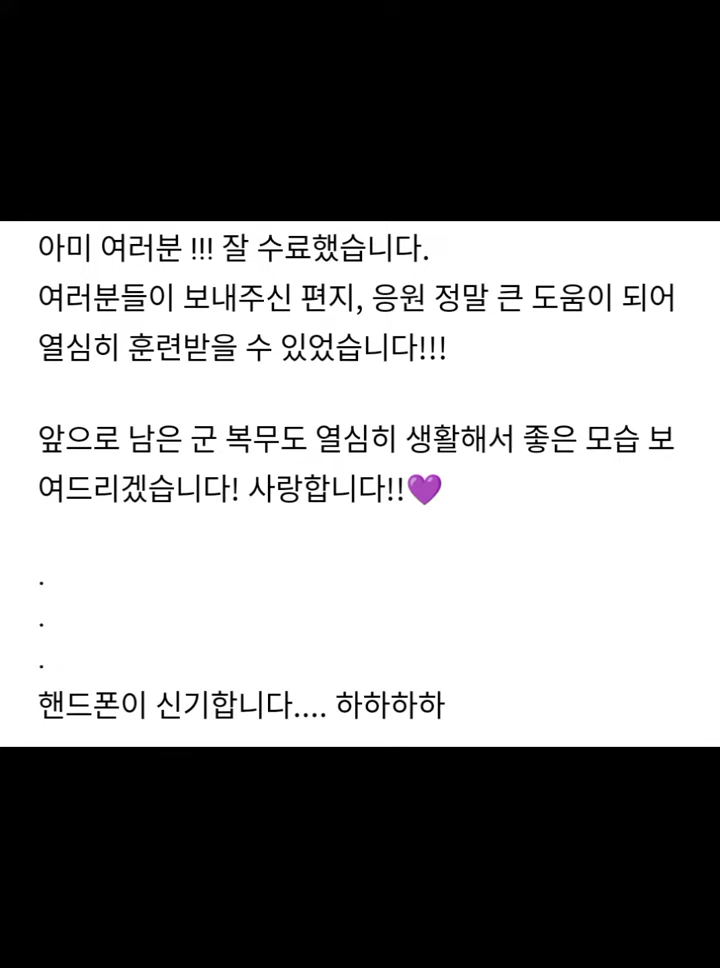 아미 여러분 !!! 잘 수료했습니다.
여러분들이 보내주신 편지, 응원 정말 큰 도움이 되어
열심히 훈련받을 수 있었습니다!!!
앞으로 남은 군 복무도 열심히 생활해서 좋은 모습 보
여드리겠습니다! 사랑합니다!!💜
.
.
.
핸드폰이 신기합니다.... 하하하하